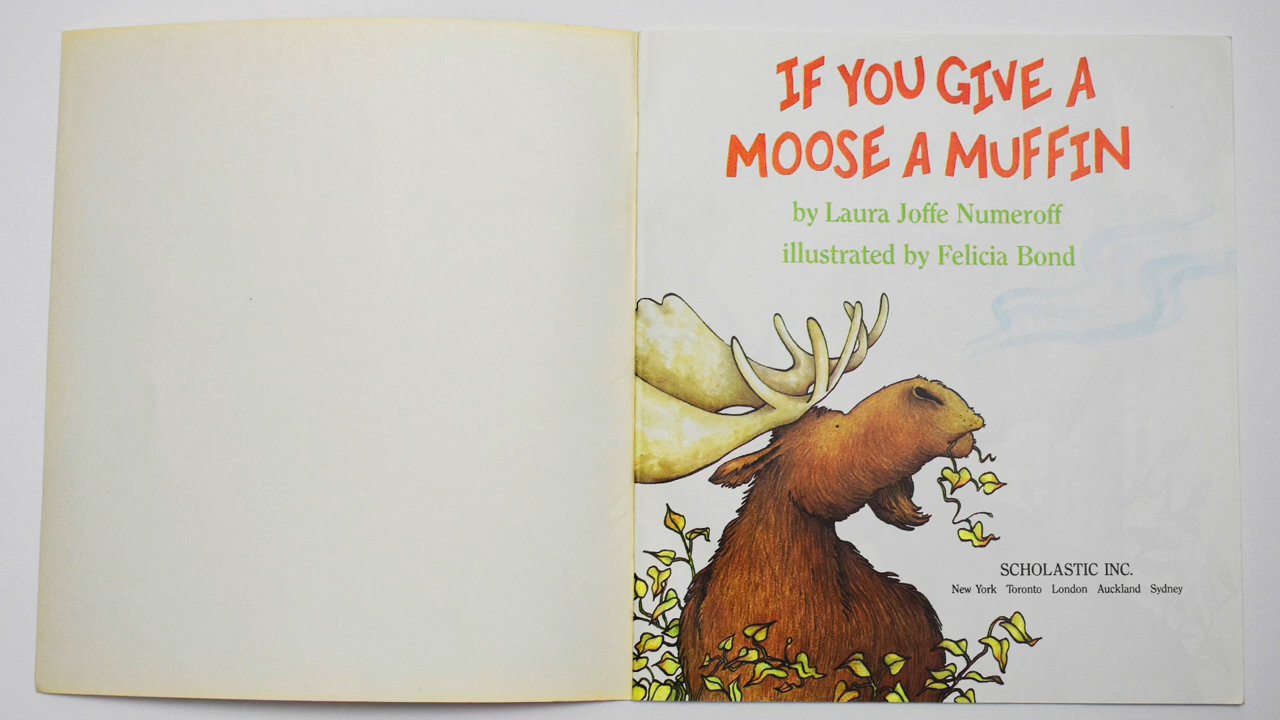 IF YOU GIVE A
MOOSE A MUFFIN
by Laura Joffe Numeroff
illustrated by Felicia Bond
SCHOLASTIC INC.
New York Toronto London Auckland Sydney